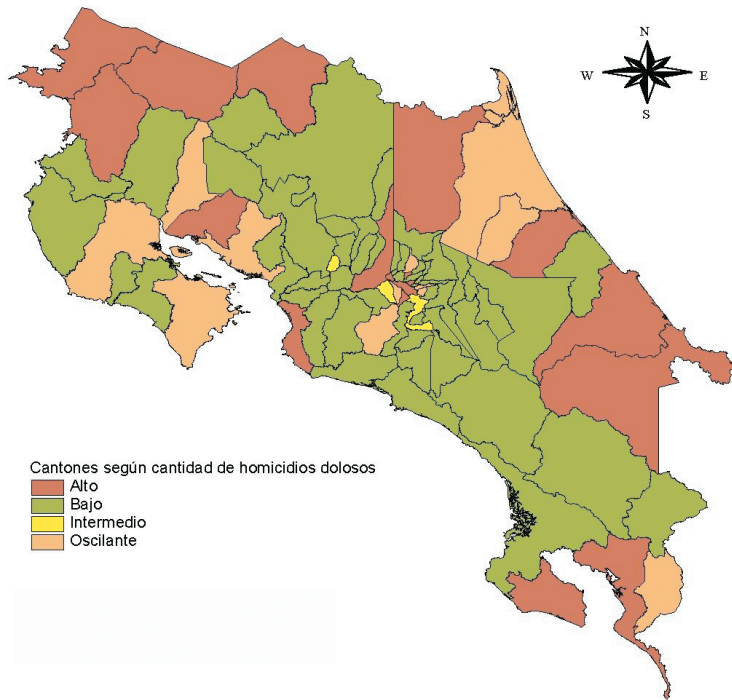 N
W
E
S
Cantones según cantidad de homicidios dolosos
Alto
Bajo
Intermedio
Oscilante